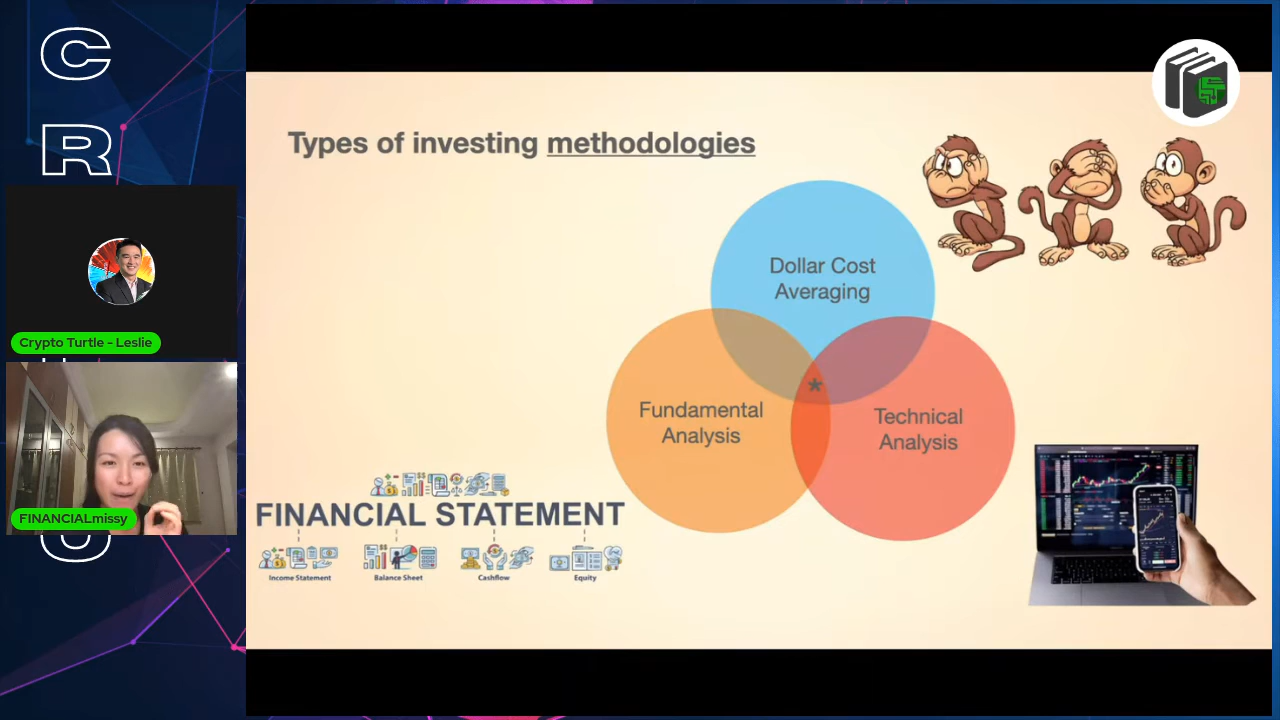 C
R
Crypto Turtle - Leslie
FINANCIALmissy
Types of investing methodologies
Dollar Cost
Averaging
*
Fundamental
Analysis
Technical
Analysis
FINANCIAL STATEMENT
Income Statement
Balance Sheet
Cashflow
Equity